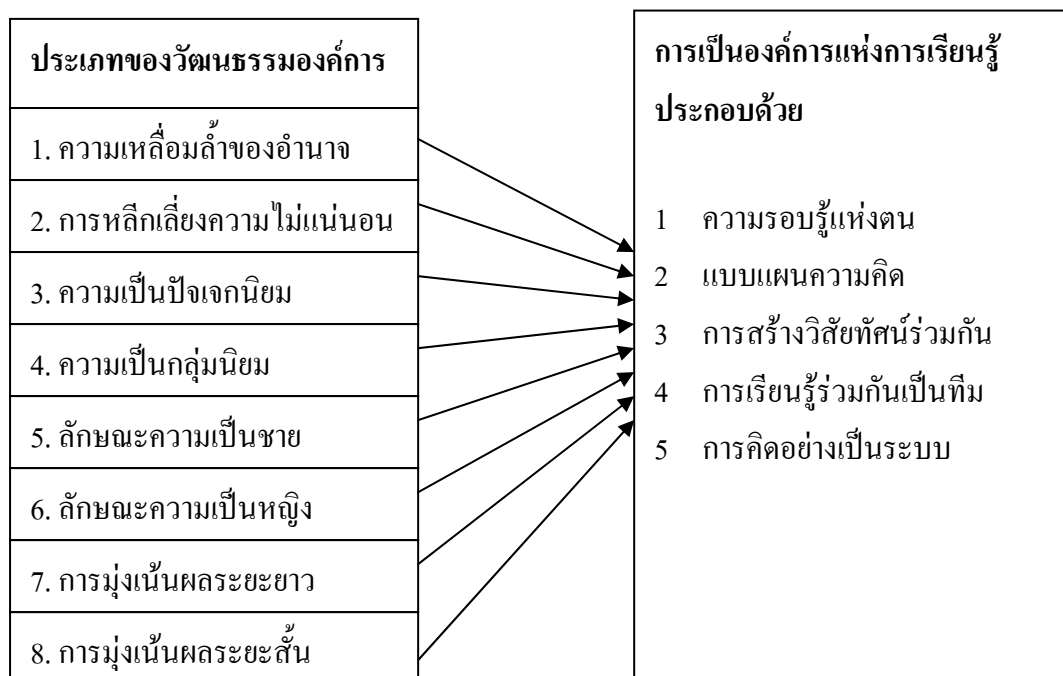 ประเภทของวัฒนธรรมองค์การ
1. ความเหลื่อมล้ำของอำนาจ
2. การหลีกเลี่ยงความไม่แน่นอน
3. ความเป็นปัจเจกนิยม
4. ความเป็นกลุ่มนิยม
5. ลักษณะความเป็นชาย
6. ลักษณะความเป็นหญิง
7. การมุ่งเน้นผลระยะยาว
8. การมุ่งเน้นผลระยะสั้น
การเป็นองค์การแห่งการเรียนรู้
ประกอบด้วย
1 ความรอบรู้แห่งตน
2 แบบแผนความคิด
3 การสร้างวิสัยทัศน์ร่วมกัน
4 การเรียนรู้ร่วมกันเป็นทีม
5 การคิดอย่างเป็นระบบ